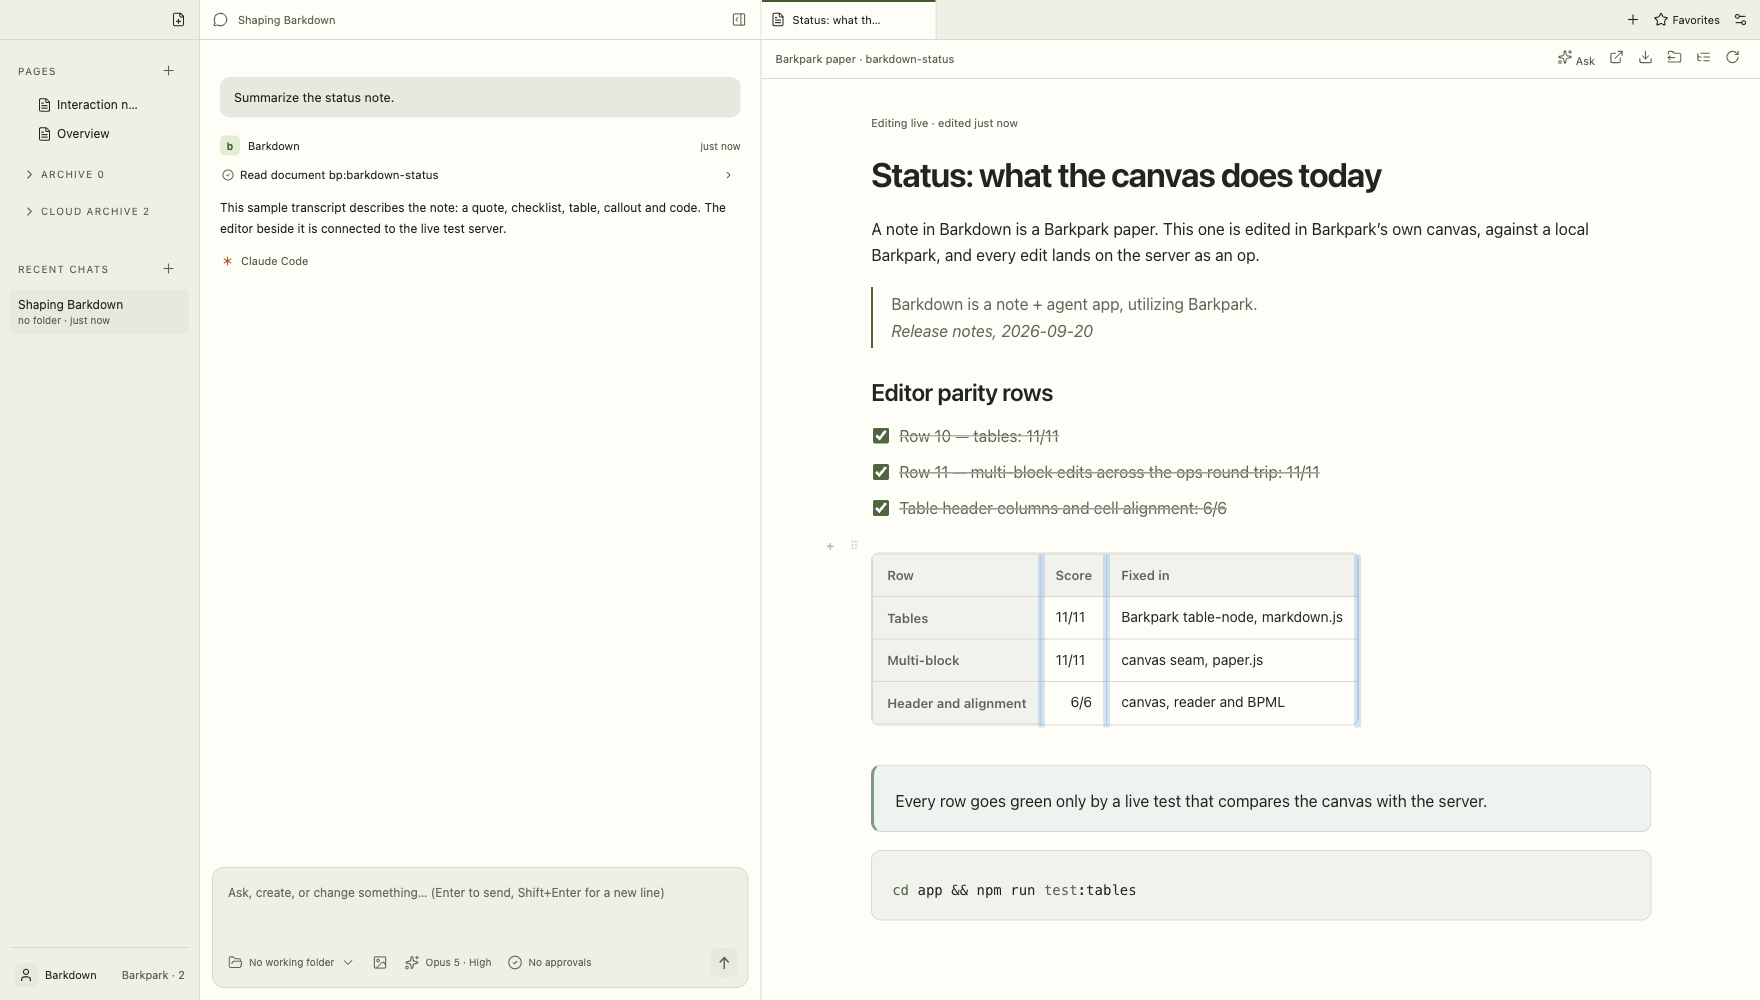 PAGES
Interaction n...
Overview
ARCHIVE 0
CLOUD ARCHIVE 2
RECENT CHATS
Shaping Barkdown
no folder · just now
Barkdown
Barkpark · 2
Shaping Barkdown
Summarize the status note.
b Barkdown just now
Read document bp:barkdown-status
This sample transcript describes the note: a quote, checklist, table, callout and code. The
editor beside it is connected to the live test server.
Claude Code
Ask, create, or change something... (Enter to send, Shift+Enter for a new line)
No working folder Opus 5 · High No approvals
Status: what th...
Favorites
Barkpark paper · barkdown-status
Ask
Editing live · edited just now
Status: what the canvas does today
A note in Barkdown is a Barkpark paper. This one is edited in Barkpark’s own canvas, against a local
Barkpark, and every edit lands on the server as an op.
Barkdown is a note + agent app, utilizing Barkpark.
Release notes, 2026-09-20
Editor parity rows
Row 10 — tables: 11/11
Row 11 — multi-block edits across the ops round trip: 11/11
Table header columns and cell alignment: 6/6
Row Score Fixed in
Tables 11/11 Barkpark table-node, markdown.js
Multi-block 11/11 canvas seam, paper.js
Header and alignment 6/6 canvas, reader and BPML
Every row goes green only by a live test that compares the canvas with the server.
cd app && npm run test:tables